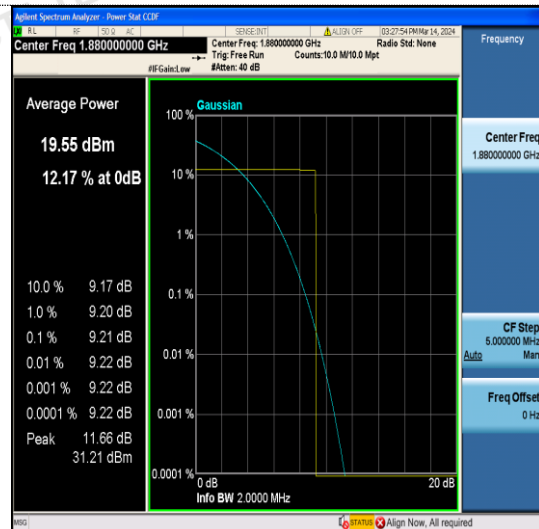 Agilent Spectrum Analyzer - Power Stat CCDF
RL RF 50 Ω AC SENSE:INT ALIGN OFF 03:27:54 PM Mar 14, 2024
Center Freq 1.880000000 GHz
Center Freq: 1.880000000 GHz Radio Std: None
Trig: Free Run Counts:10.0 M/10.0 Mpt
#IFGain:Low #Atten: 40 dB
Frequency
Average Power
19.55 dBm
12.17 % at 0dB
10.0 % 9.17 dB
1.0 % 9.20 dB
0.1 % 9.21 dB
0.01 % 9.22 dB
0.001 % 9.22 dB
0.0001 % 9.22 dB
Peak 11.66 dB
31.21 dBm
Gaussian
100 %
10 %
1 %
0.1 %
0.01 %
0.001 %
0.0001 %
0 dB 20 dB
Info BW 2.0000 MHz
Center Freq
1.880000000 GHz
CF Step
5.000000 MHz
Auto Man
Freq Offset
0 Hz
MSG STATUS Align Now, All required